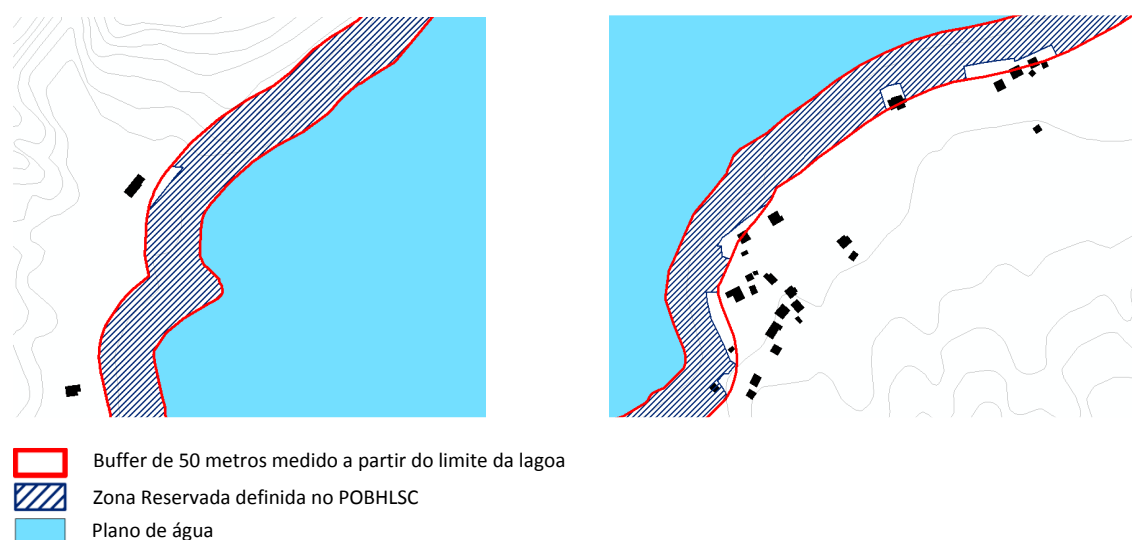 Buffer de 50 metros medido a partir do limite da lagoa
Zona Reservada definida no POBHLSC
Plano de água